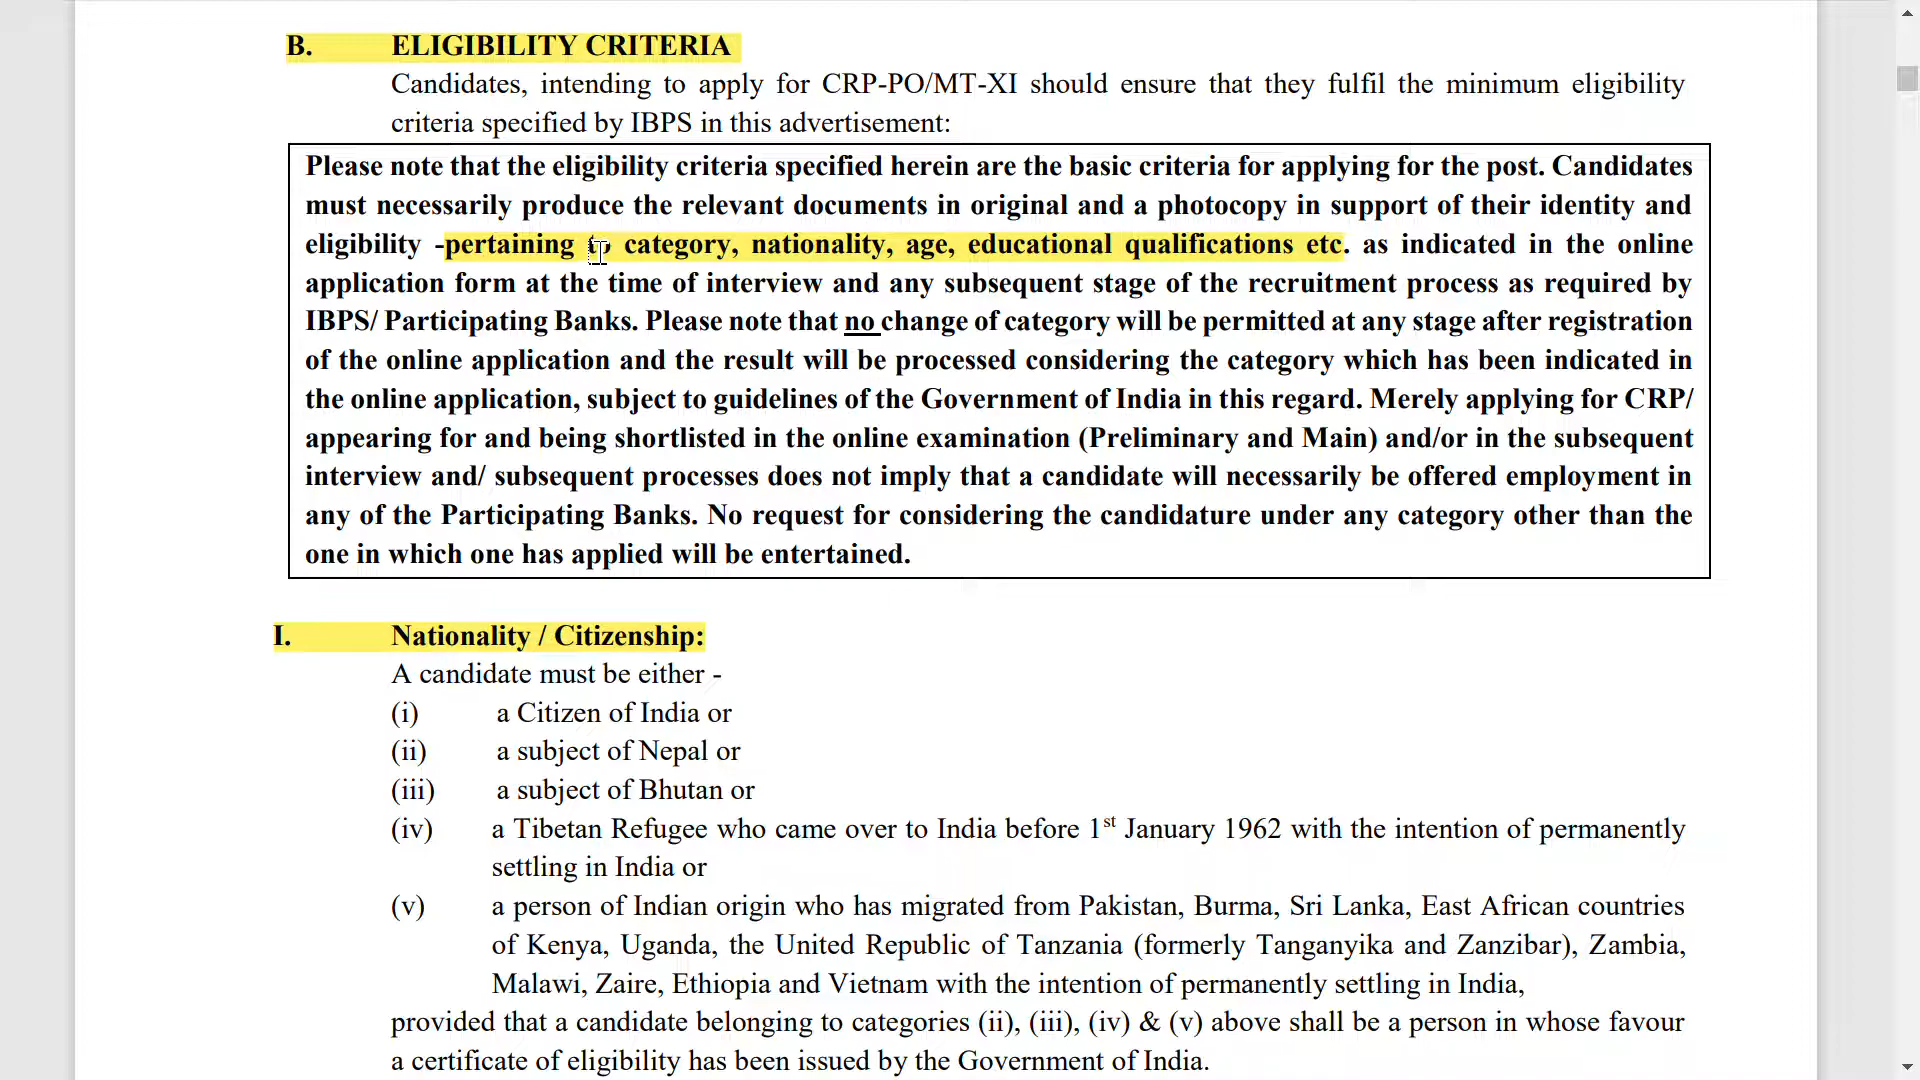 B. ELIGIBILITY CRITERIA
Candidates, intending to apply for CRP-PO/MT-XI should ensure that they fulfil the minimum eligibility
criteria specified by IBPS in this advertisement:
Please note that the eligibility criteria specified herein are the basic criteria for applying for the post. Candidates
must necessarily produce the relevant documents in original and a photocopy in support of their identity and
eligibility -pertaining to category, nationality, age, educational qualifications etc. as indicated in the online
application form at the time of interview and any subsequent stage of the recruitment process as required by
IBPS/ Participating Banks. Please note that no change of category will be permitted at any stage after registration
of the online application and the result will be processed considering the category which has been indicated in
the online application, subject to guidelines of the Government of India in this regard. Merely applying for CRP/
appearing for and being shortlisted in the online examination (Preliminary and Main) and/or in the subsequent
interview and/ subsequent processes does not imply that a candidate will necessarily be offered employment in
any of the Participating Banks. No request for considering the candidature under any category other than the
one in which one has applied will be entertained.
I. Nationality / Citizenship:
A candidate must be either -
(i) a Citizen of India or
(ii) a subject of Nepal or
(iii) a subject of Bhutan or
(iv) a Tibetan Refugee who came over to India before 1st January 1962 with the intention of permanently
settling in India or
(v) a person of Indian origin who has migrated from Pakistan, Burma, Sri Lanka, East African countries
of Kenya, Uganda, the United Republic of Tanzania (formerly Tanganyika and Zanzibar), Zambia,
Malawi, Zaire, Ethiopia and Vietnam with the intention of permanently settling in India,
provided that a candidate belonging to categories (ii), (iii), (iv) & (v) above shall be a person in whose favour
a certificate of eligibility has been issued by the Government of India.